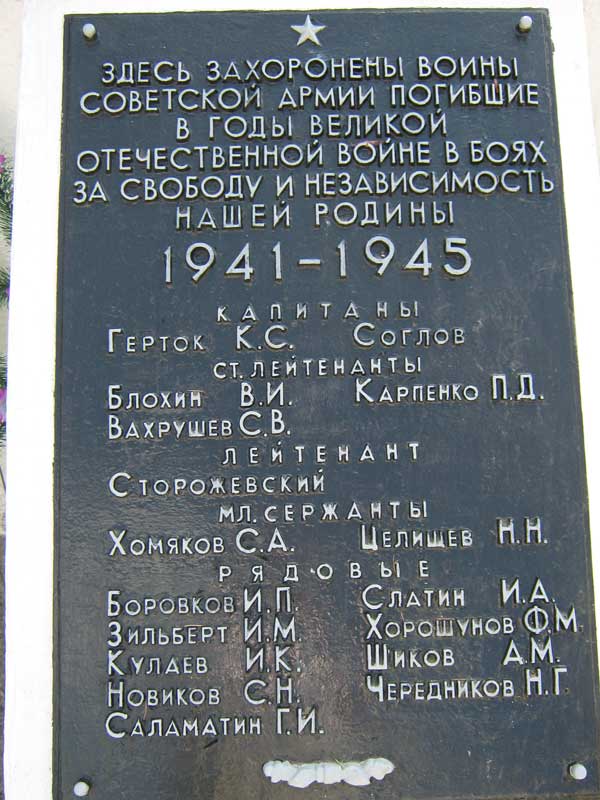 ЗДЕСЬ ЗАХОРОНЕНЫ ВОИНЫ
СОВЕТСКОЙ АРМИИ ПОГИБШИЕ
В ГОДЫ ВЕЛИКОЙ
ОТЕЧЕСТВЕННОЙ ВОЙНЕ В БОЯХ
ЗА СВОБОДУ И НЕЗАВИСИМОСТЬ
НАШЕЙ РОДИНЫ
1941-1945
КАПИТАНЫ
ГЕРТОК К.С. СОГЛОВ
СТ. ЛЕЙТЕНАНТЫ
БЛОХИН В.И. КАРПЕНКО П.Д.
ВАХРУШЕВ С.В.
ЛЕЙТЕНАНТ
СТОРОЖЕВСКИЙ
МЛ. СЕРЖАНТЫ
ХОМЯКОВ С.А. ЦЕЛИЩЕВ Н.Н.
РЯДОВЫЕ
БОРОВКОВ И.П. СЛАТИН И.А.
ЗИЛЬБЕРТ И.М. ХОРОШУНОВ Ф.М
КУЛАЕВ И.К. ШИКОВ А.М.
НОВИКОВ С.Н. ЧЕРЕДНИКОВ Н.Г.
САЛАМАТИН Г.И.